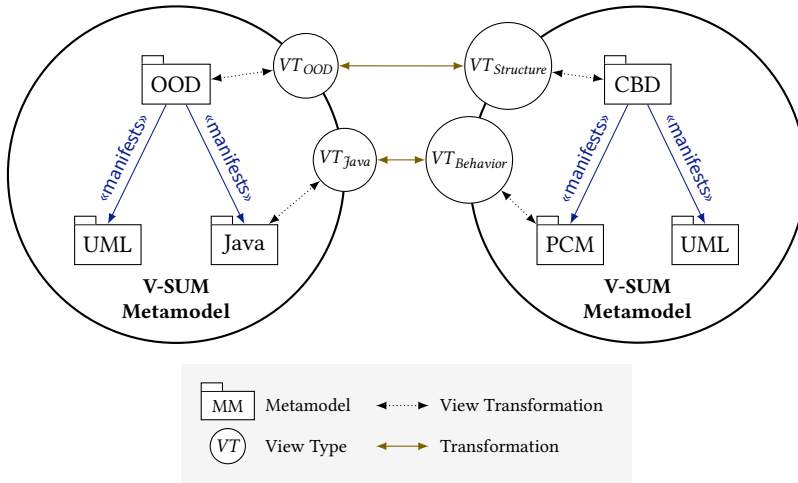 VT_OOD
VT_Structure
OOD
CBD
«manifests»
«manifests»
«manifests»
«manifests»
VT_Java
VT_Behavior
UML
Java
PCM
UML
V-SUM
Metamodel
V-SUM
Metamodel
MM
Metamodel
View Transformation
VT
View Type
Transformation